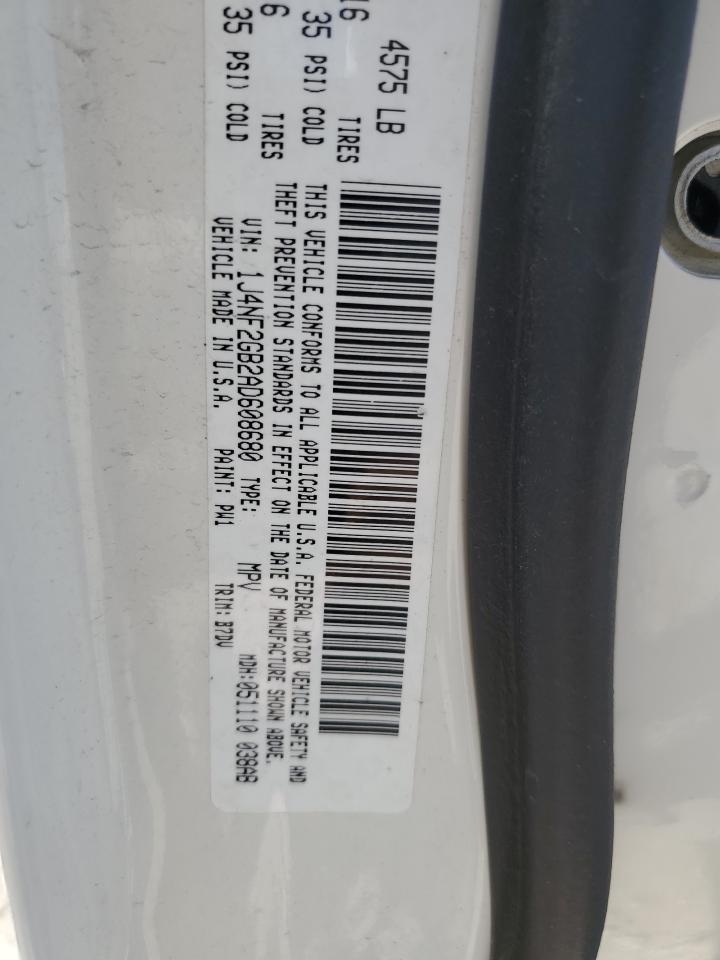 4575 LB
16 TIRES
35 PSI) COLD
6 TIRES
35 PSI) COLD
THIS VEHICLE CONFORMS TO ALL APPLICABLE U.S.A. FEDERAL MOTOR VEHICLE SAFETY AND
THEFT PREVENTION STANDARDS IN EFFECT ON THE DATE OF MANUFACTURE SHOWN ABOVE.
VIN: 1J4NF2GB2AD608680 TYPE: MPV MDH:051110 038AB
VEHICLE MADE IN U.S.A. PAINT: PW1 TRIM: B7DV